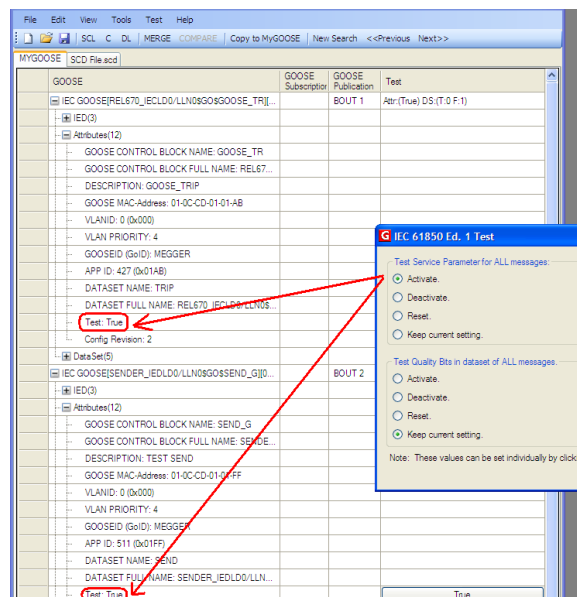 File Edit View Tools Test Help
SCL C DL MERGE COMPARE Copy to MyGOOSE New Search <<Previous Next>>
MYGOOSE SCD File.scd
GOOSE GOOSE Subscription GOOSE Publication Test
IEC GOOSE[REL670_IECLD0/LLN0$GO$GOOSE_TR][... BOUT 1 Attr:(True) DS:(T:0 F:1)
IED(3)
Attributes(12)
GOOSE CONTROL BLOCK NAME: GOOSE_TR
GOOSE CONTROL BLOCK FULL NAME: REL67...
DESCRIPTION: GOOSE_TRIP
GOOSE MAC-Address: 01-0C-CD-01-01-AB
VLANID: 0 (0x000)
VLAN PRIORITY: 4
GOOSEID (GoID): MEGGER
APP ID: 427 (0x01AB)
DATASET NAME: TRIP
DATASET FULL NAME: REL670_IECLD0/LLN0$...
Test: True
Config Revision: 2
DataSet(5)
IEC GOOSE[SENDER_IEDLD0/LLN0$GO$SEND_G][0... BOUT 2
IED(3)
Attributes(12)
GOOSE CONTROL BLOCK NAME: SEND_G
GOOSE CONTROL BLOCK FULL NAME: SENDE...
DESCRIPTION: TEST SEND
GOOSE MAC-Address: 01-0C-CD-01-01-FF
VLANID: 0 (0x000)
VLAN PRIORITY: 4
GOOSEID (GoID): MEGGER
APP ID: 511 (0x01FF)
DATASET NAME: SEND
DATASET FULL NAME: SENDER_IEDLD0/LLN...
Test: True True
G IEC 61850 Ed. 1 Test
Test Service Parameter for ALL messages:
Activate.
Deactivate.
Reset.
Keep current setting.
Test Quality Bits in dataset of ALL messages.
Activate.
Deactivate.
Reset.
Keep current setting.
Note: These values can be set individually by click